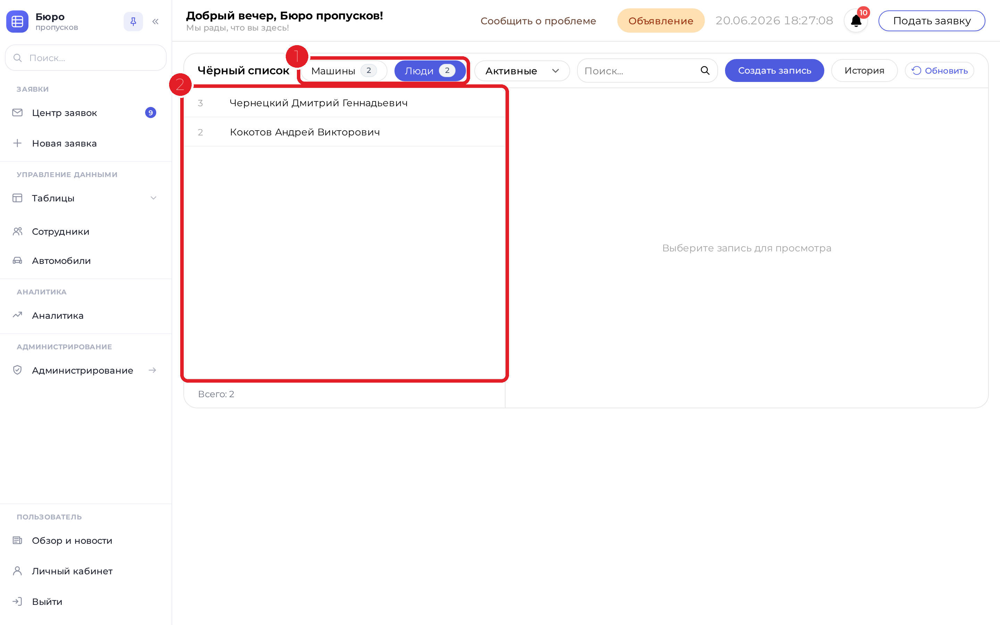 Бюро
пропусков
Поиск...
ЗАЯВКИ
Центр заявок 9
Новая заявка
УПРАВЛЕНИЕ ДАННЫМИ
Таблицы
Сотрудники
Автомобили
АНАЛИТИКА
Аналитика
АДМИНИСТРИРОВАНИЕ
Администрирование
ПОЛЬЗОВАТЕЛЬ
Обзор и новости
Личный кабинет
Выйти
Добрый вечер, Бюро пропусков!
Мы рады, что вы здесь!
Сообщить о проблеме Объявление 20.06.2026 18:27:08 10 Подать заявку
1
Чёрный список Машины 2 Люди 2 Активные Поиск... Создать запись История Обновить
2
3 Чернецкий Дмитрий Геннадьевич
2 Кокотов Андрей Викторович
Всего: 2
Выберите запись для просмотра